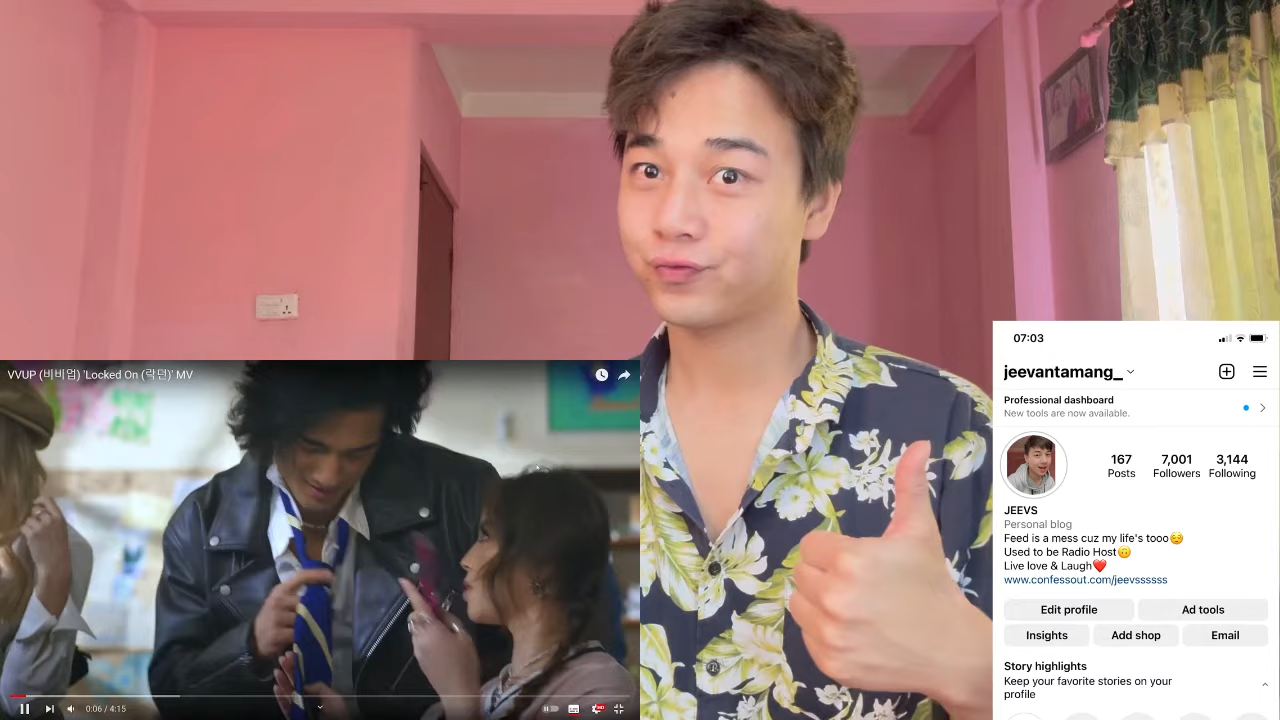 VVUP (비비업) 'Locked On (락던)' MV
0:06 / 4:15
HD
07:03
jeevantamang_
Professional dashboard
New tools are now available.
167 7,001 3,144
Posts Followers Following
JEEVS
Personal blog
Feed is a mess cuz my life's tooo😌
Used to be Radio Host🙃
Live love & Laugh❤️
www.confessout.com/jeevssssss
Edit profile Ad tools
Insights Add shop Email
Story highlights
Keep your favorite stories on your
profile